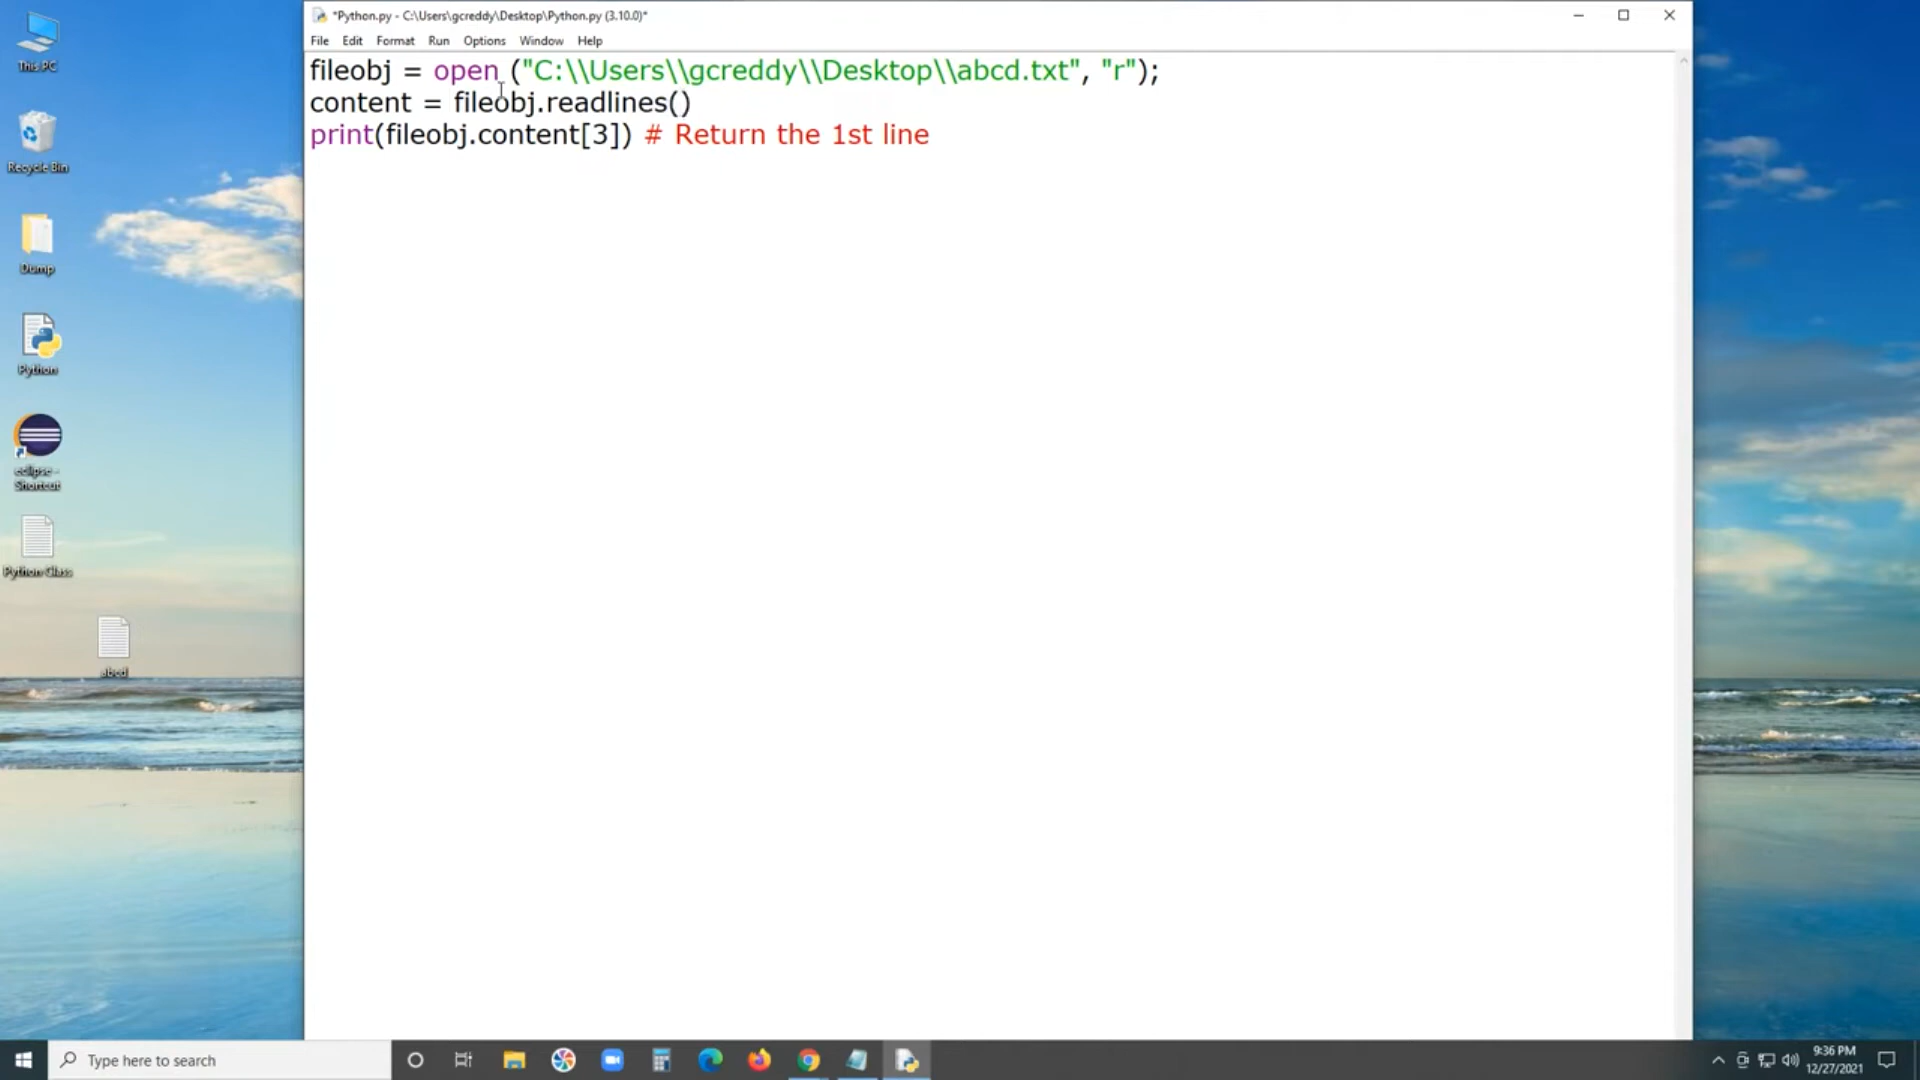 *Python.py - C:\Users\gcreddy\Desktop\Python.py (3.10.0)*
File Edit Format Run Options Window Help
fileobj = open ("C:\\Users\\gcreddy\\Desktop\\abcd.txt", "r");
content = fileobj.readlines()
print(fileobj.content[3]) # Return the 1st line
This PC
Recycle Bin
Dump
Python
eclipse -
Shortcut
Python Class
abcd
Type here to search
9:36 PM
12/27/2021